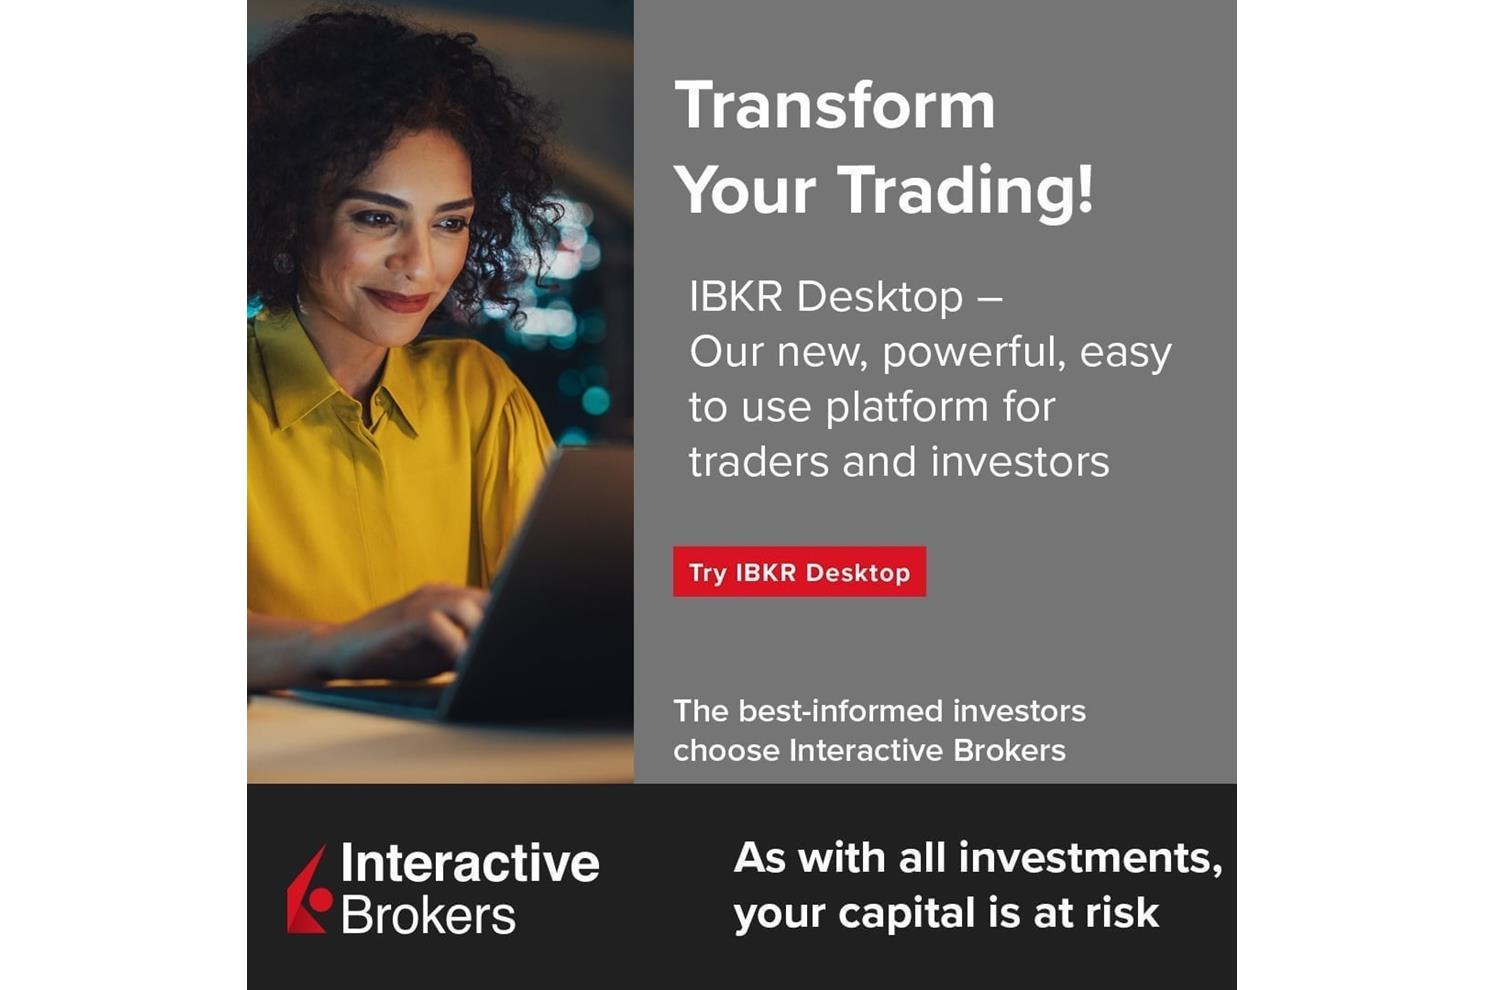 Transform
Your Trading!
IBKR Desktop –
Our new, powerful, easy
to use platform for
traders and investors
Try IBKR Desktop
The best-informed investors
choose Interactive Brokers
Interactive
Brokers
As with all investments,
your capital is at risk